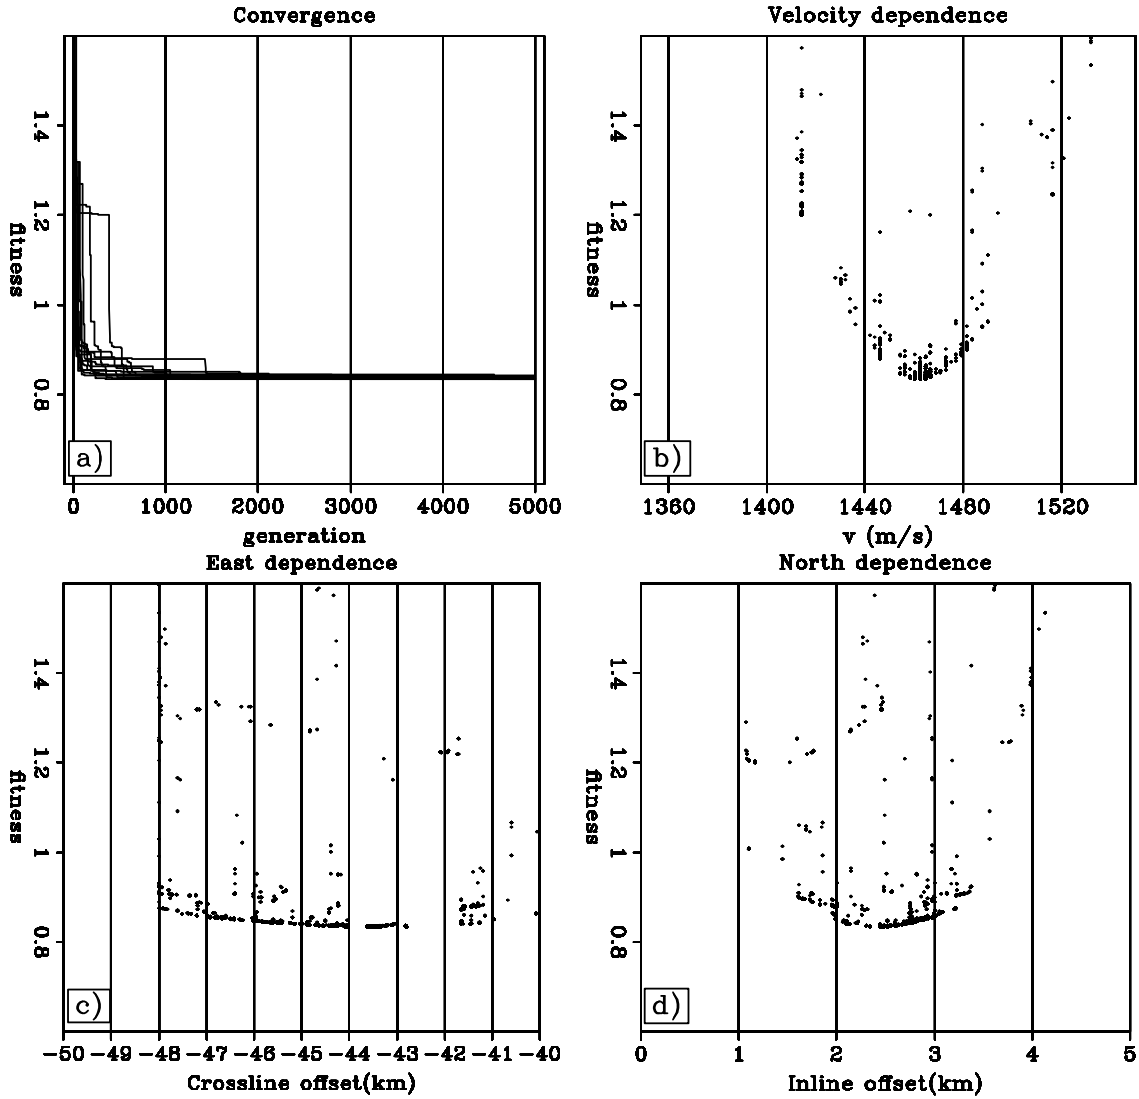 Convergence
fitness
1.4
1.2
1
0.8
a)
0 1000 2000 3000 4000 5000
generation
Velocity dependence
fitness
1.4
1.2
1
0.8
b)
1360 1400 1440 1480 1520
v (m/s)
East dependence
fitness
1.4
1.2
1
0.8
c)
-50 -49 -48 -47 -46 -45 -44 -43 -42 -41 -40
Crossline offset(km)
North dependence
fitness
1.4
1.2
1
0.8
d)
0 1 2 3 4 5
Inline offset(km)